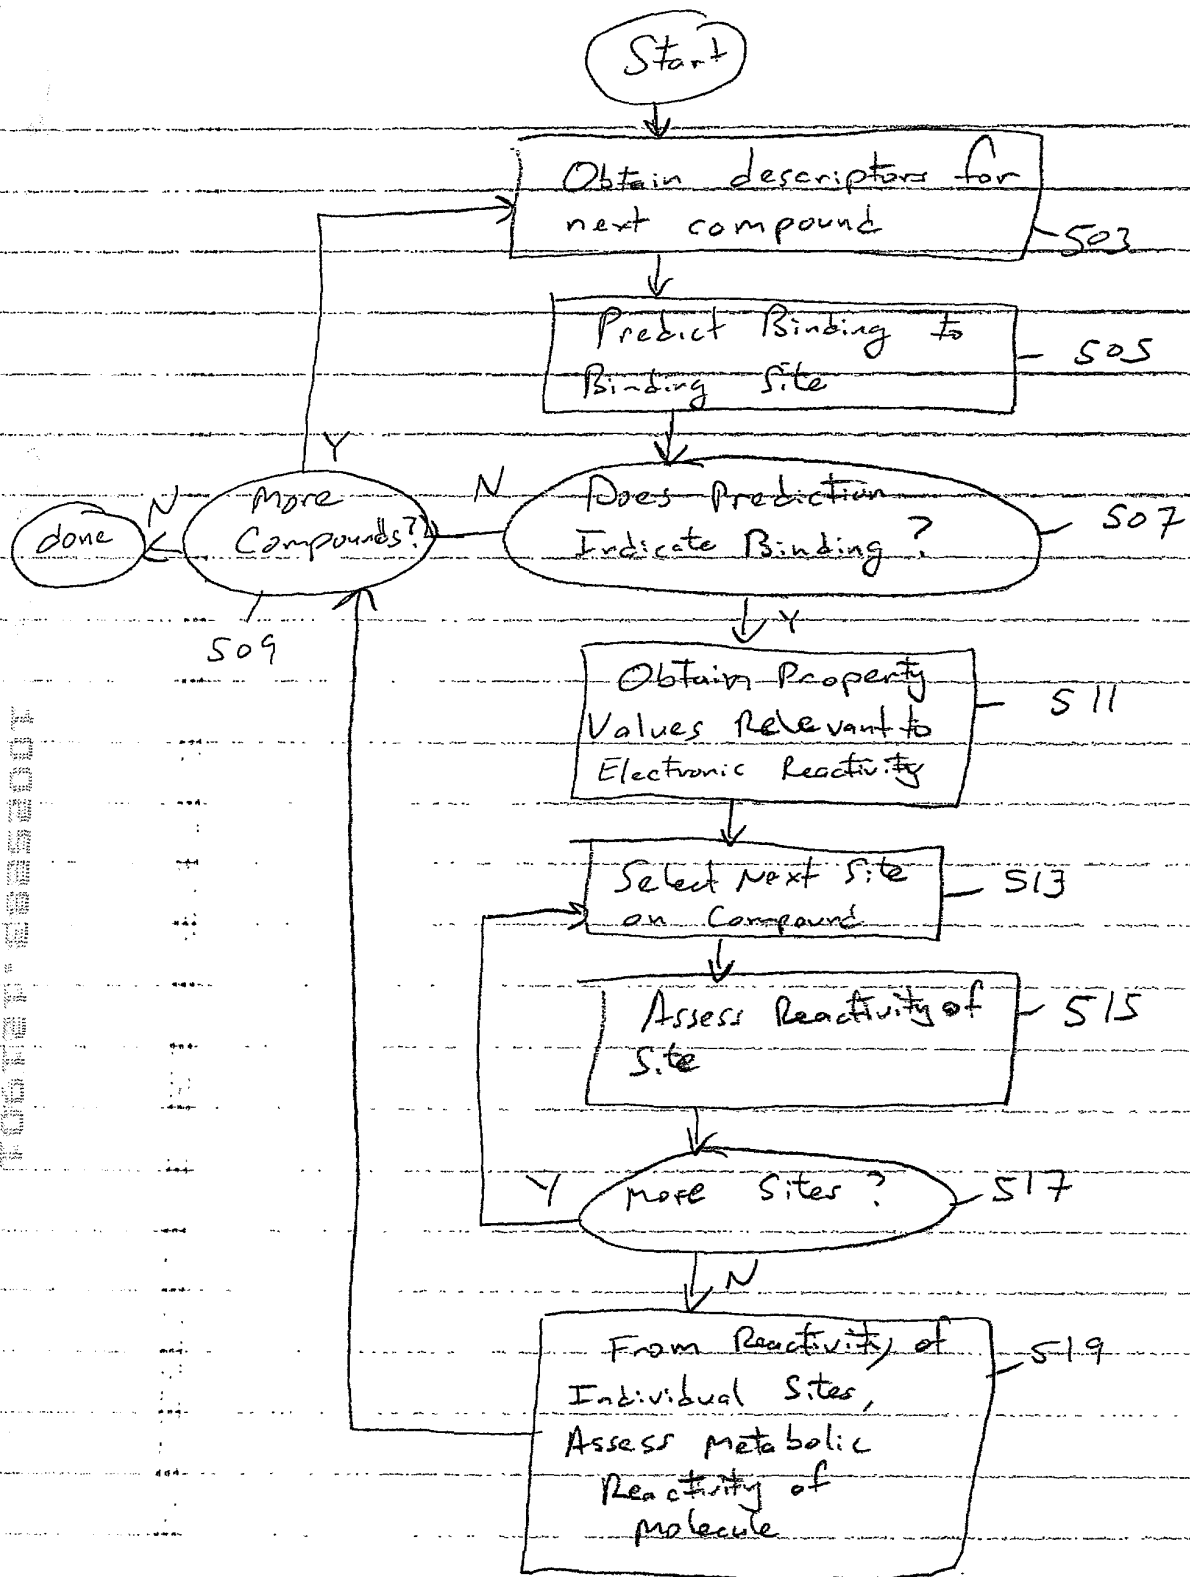 Start
Obtain descriptors for
next compound
503
Predict Binding to
Binding Site
505
Y
Does Prediction
Indicate Binding?
507
N
More
Compounds?
N
done
509
Y
Obtain Property
Values Relevant to
Electronic Reactivity
511
Select Next Site
on Compound
513
Assess Reactivity of
Site
515
More Sites?
517
Y
N
From Reactivity of
Individual Sites,
Assess Metabolic
Reactivity of
Molecule
519